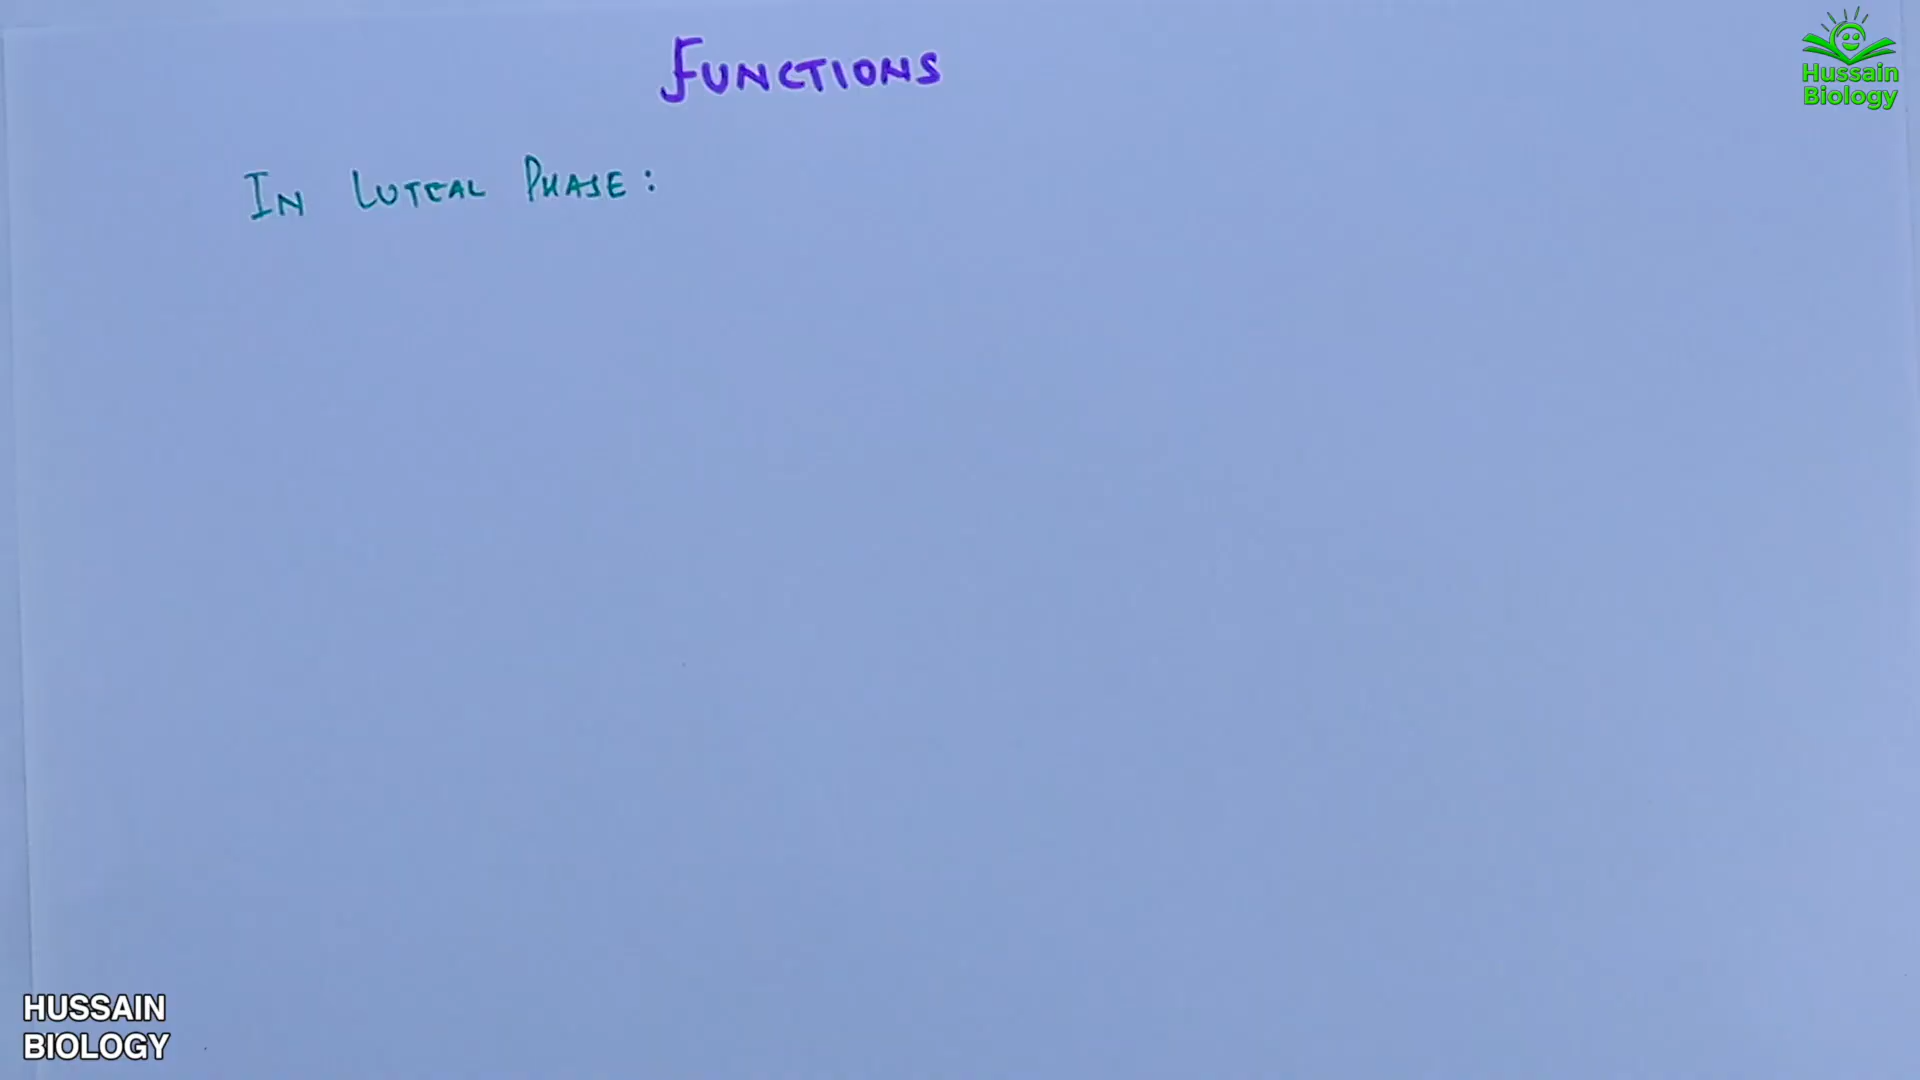 FUNCTIONS
IN LUTEAL PHASE:
Hussain
Biology
HUSSAIN
BIOLOGY